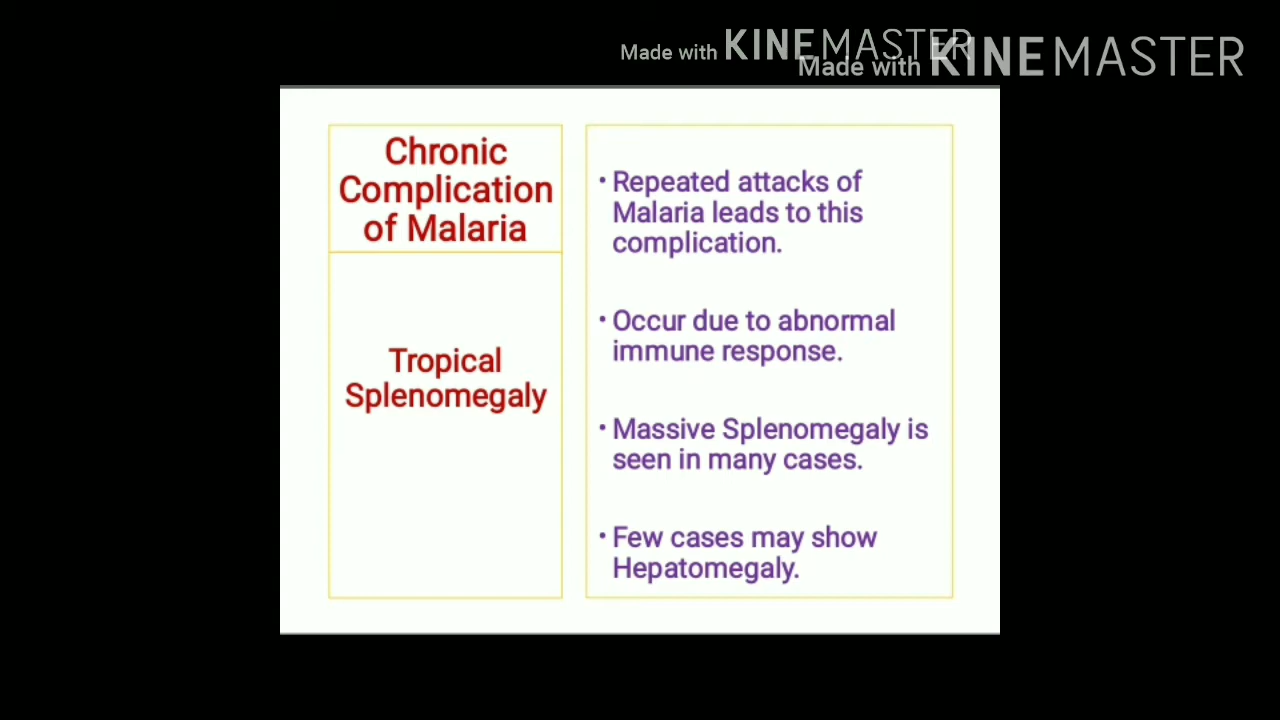 Made with KINEMASTER
Made with KINEMASTER
Chronic
Complication
of Malaria
Tropical
Splenomegaly
• Repeated attacks of
Malaria leads to this
complication.
• Occur due to abnormal
immune response.
• Massive Splenomegaly is
seen in many cases.
• Few cases may show
Hepatomegaly.